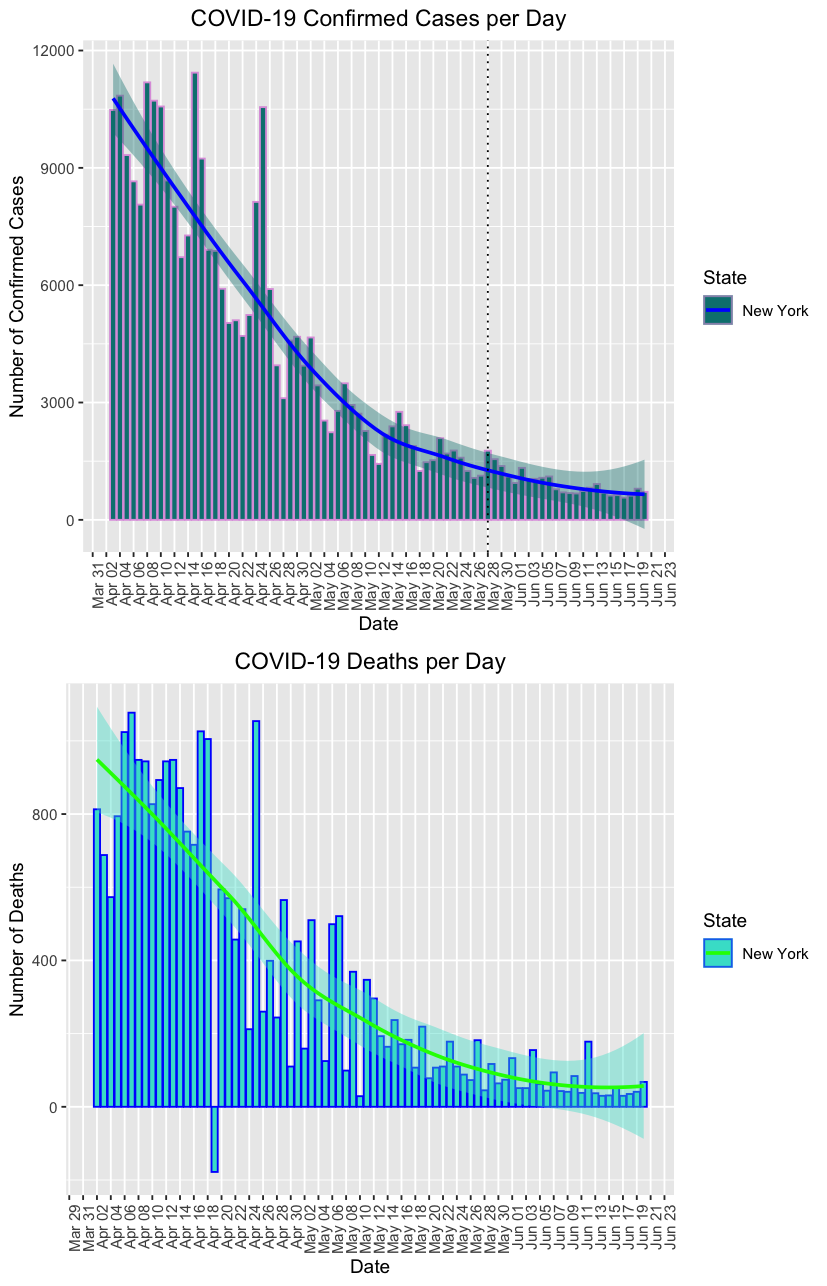 COVID-19 Confirmed Cases per Day
12000
9000
6000
3000
0
Number of Confirmed Cases
Mar 31
Apr 02
Apr 04
Apr 06
Apr 08
Apr 10
Apr 12
Apr 14
Apr 16
Apr 18
Apr 20
Apr 22
Apr 24
Apr 26
Apr 28
Apr 30
May 02
May 04
May 06
May 08
May 10
May 12
May 14
May 16
May 18
May 20
May 22
May 24
May 26
May 28
May 30
Jun 01
Jun 03
Jun 05
Jun 07
Jun 09
Jun 11
Jun 13
Jun 15
Jun 17
Jun 19
Jun 21
Jun 23
Date
State
New York
COVID-19 Deaths per Day
800
400
0
Number of Deaths
Mar 29
Mar 31
Apr 02
Apr 04
Apr 06
Apr 08
Apr 10
Apr 12
Apr 14
Apr 16
Apr 18
Apr 20
Apr 22
Apr 24
Apr 26
Apr 28
Apr 30
May 02
May 04
May 06
May 08
May 10
May 12
May 14
May 16
May 18
May 20
May 22
May 24
May 26
May 28
May 30
Jun 01
Jun 03
Jun 05
Jun 07
Jun 09
Jun 11
Jun 13
Jun 15
Jun 17
Jun 19
Jun 21
Jun 23
Date
State
New York